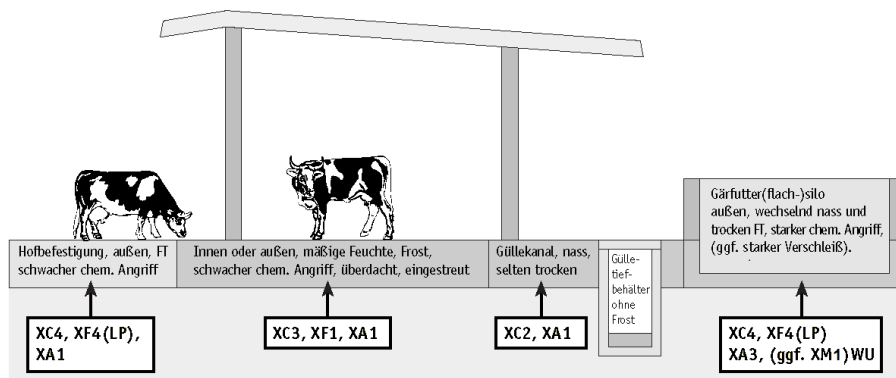 Hofbefestigung, außen, FT
schwacher chem. Angriff
Innen oder außen, mäßige Feuchte, Frost,
schwacher chem. Angriff, überdacht, eingestreut
Güllekanal, nass,
selten trocken
Gülle-
tief-
behälter
ohne
Frost
Gärfutter(flach-)silo
außen, wechselnd nass und
trocken FT, starker chem. Angriff,
(ggf. starker Verschleiß).
XC4, XF4(LP),
XA1
XC3, XF1, XA1
XC2, XA1
XC4, XF4(LP)
XA3, (ggf. XM1)WU